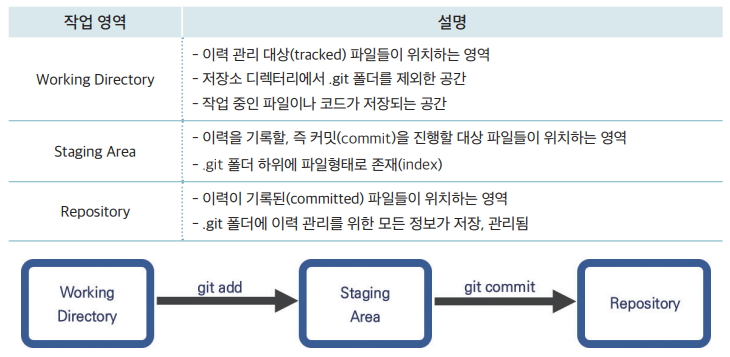 작업 영역
설명
Working Directory
– 이력 관리 대상(tracked) 파일들이 위치하는 영역
– 저장소 디렉터리에서 .git 폴더를 제외한 공간
– 작업 중인 파일이나 코드가 저장되는 공간
Staging Area
– 이력을 기록할, 즉 커밋(commit)을 진행할 대상 파일들이 위치하는 영역
– .git 폴더 하위에 파일형태로 존재(index)
Repository
– 이력이 기록된(committed) 파일들이 위치하는 영역
– .git 폴더에 이력 관리를 위한 모든 정보가 저장, 관리됨
Working
Directory
git add
Staging
Area
git commit
Repository